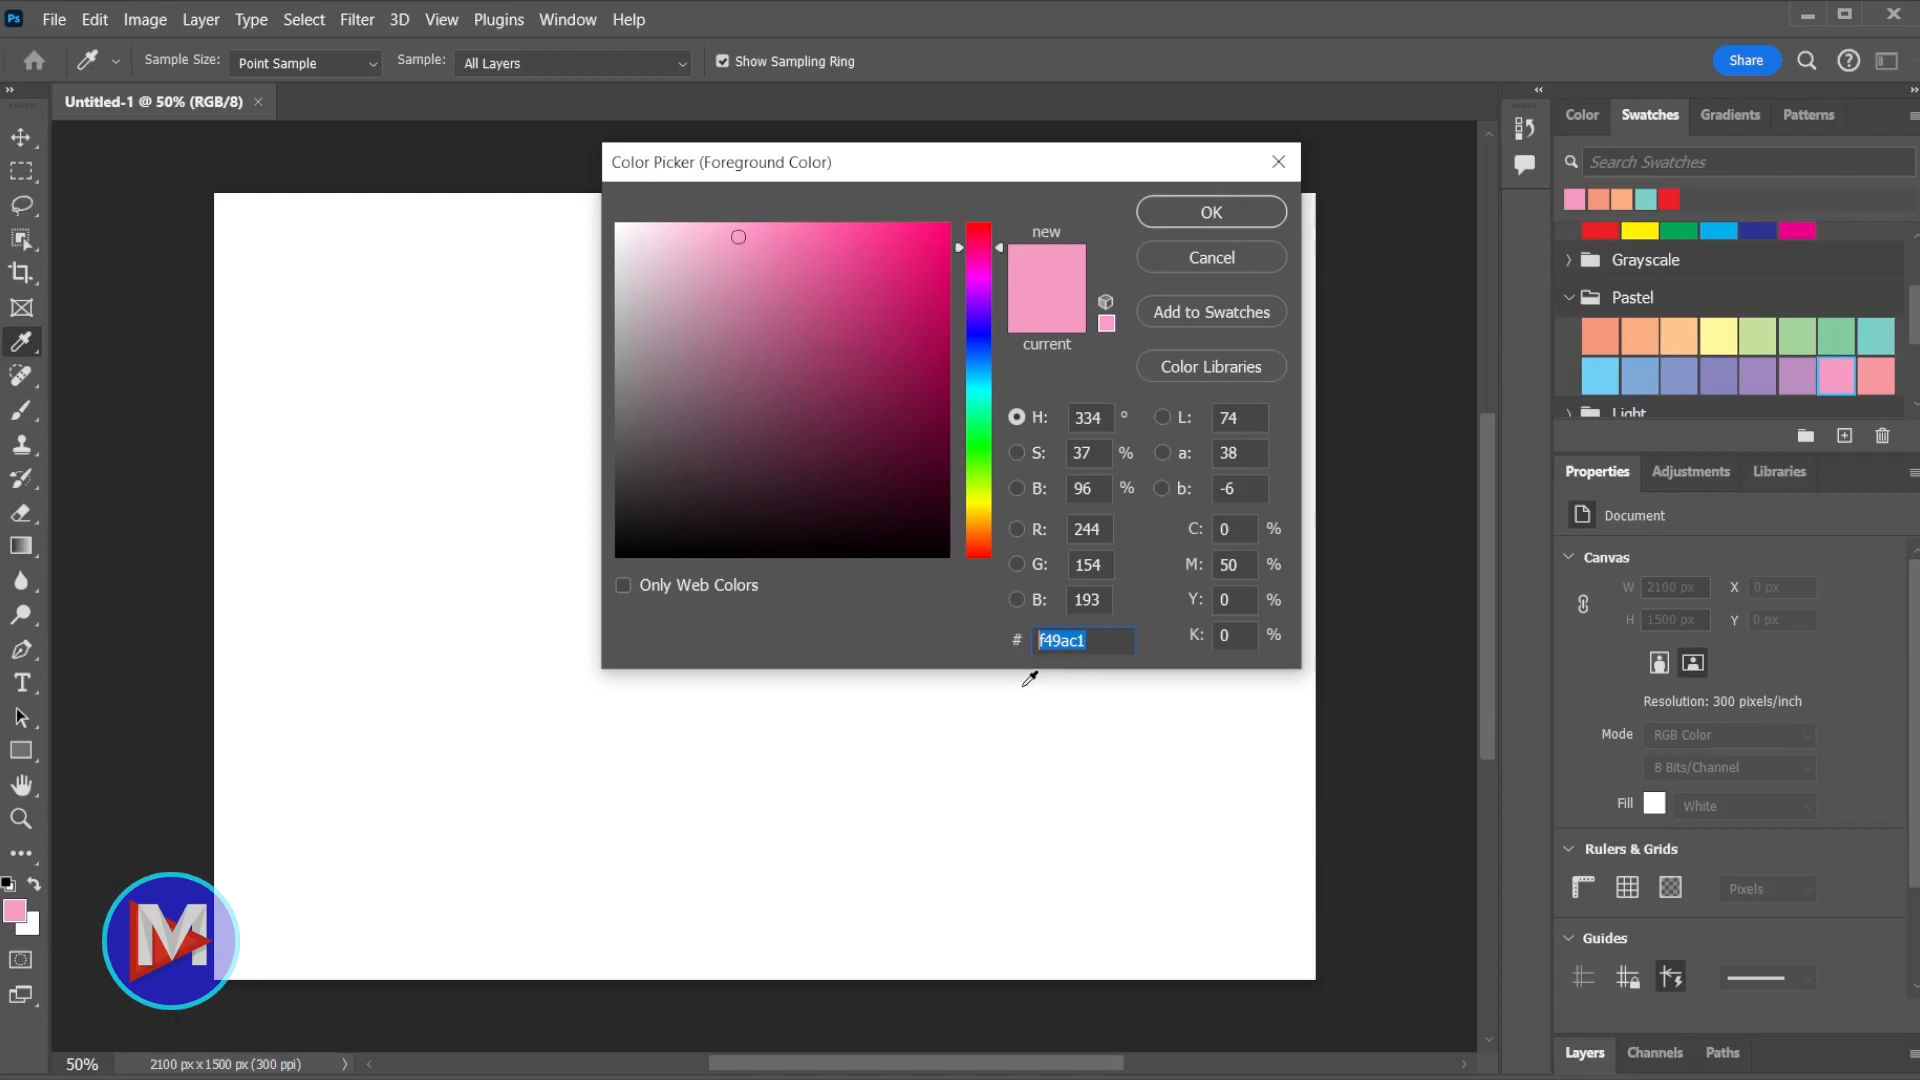 Ps File Edit Image Layer Type Select Filter 3D View Plugins Window Help
Sample Size: Point Sample Sample: All Layers Show Sampling Ring Share
Untitled-1 @ 50% (RGB/8)
Color Picker (Foreground Color)
new
current
OK
Cancel
Add to Swatches
Color Libraries
H: 334 ° L: 74
S: 37 % a: 38
B: 96 % b: -6
R: 244 C: 0 %
G: 154 M: 50 %
B: 193 Y: 0 %
# f49ac1 K: 0 %
Only Web Colors
Color Swatches Gradients Patterns
Search Swatches
Grayscale
Pastel
Light
Properties Adjustments Libraries
Document
Canvas
W 2100 px X 0 px
H 1500 px Y 0 px
Resolution: 300 pixels/inch
Mode RGB Color
8 Bits/Channel
Fill White
Rulers & Grids
Pixels
Guides
Layers Channels Paths
M
50% 2100 px x 1500 px (300 ppi)